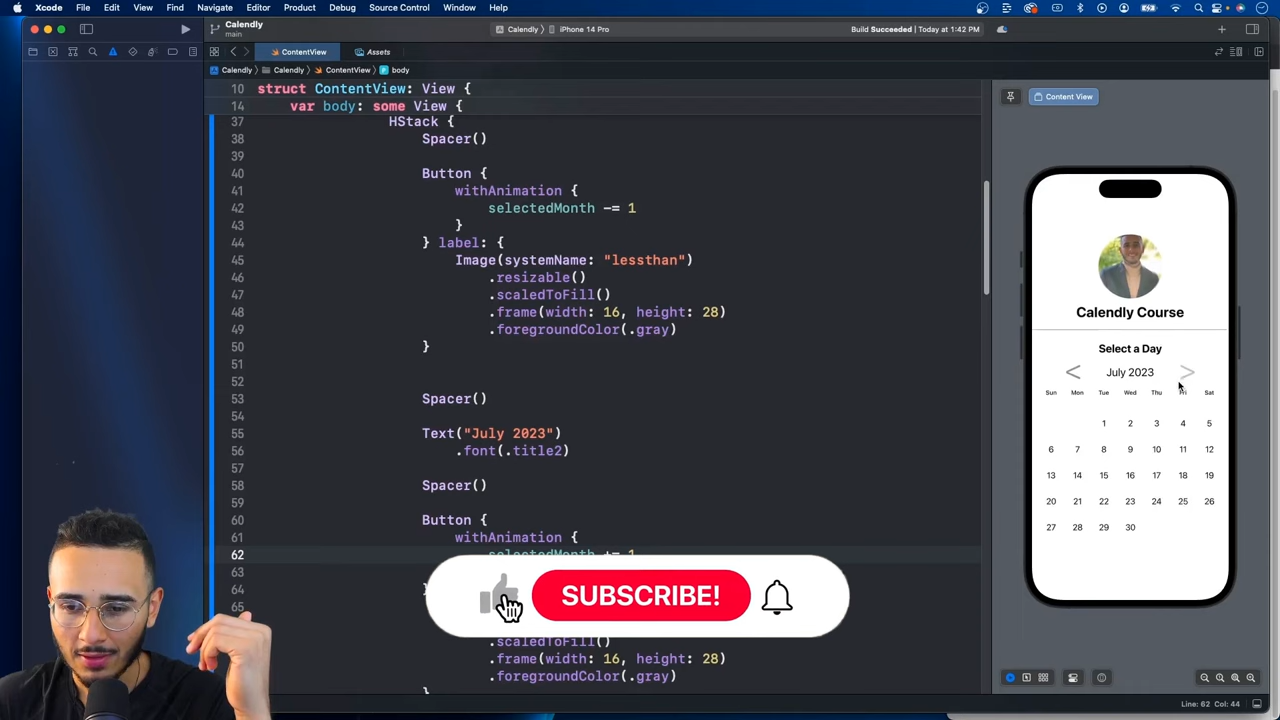 Xcode File Edit View Find Navigate Editor Product Debug Source Control Window Help
Calendly
main
Calendly > iPhone 14 Pro
Build Succeeded | Today at 1:42 PM
ContentView
Assets
Calendly > Calendly > ContentView > body
10 struct ContentView: View {
14 var body: some View {
37 HStack {
38 Spacer()
39
40 Button {
41 withAnimation {
42 selectedMonth -= 1
43 }
44 } label: {
45 Image(systemName: "lessthan")
46 .resizable()
47 .scaledToFill()
48 .frame(width: 16, height: 28)
49 .foregroundColor(.gray)
50 }
51
52
53 Spacer()
54
55 Text("July 2023")
56 .font(.title2)
57
58 Spacer()
59
60 Button {
61 withAnimation {
62 selectedMonth += 1
63
64 }
65
.scaledToFill()
.frame(width: 16, height: 28)
.foregroundColor(.gray)
}
SUBSCRIBE!
Content View
Calendly Course
Select a Day
< July 2023 >
Sun Mon Tue Wed Thu Fri Sat
1 2 3 4 5
6 7 8 9 10 11 12
13 14 15 16 17 18 19
20 21 22 23 24 25 26
27 28 29 30
Line: 62 Col: 44